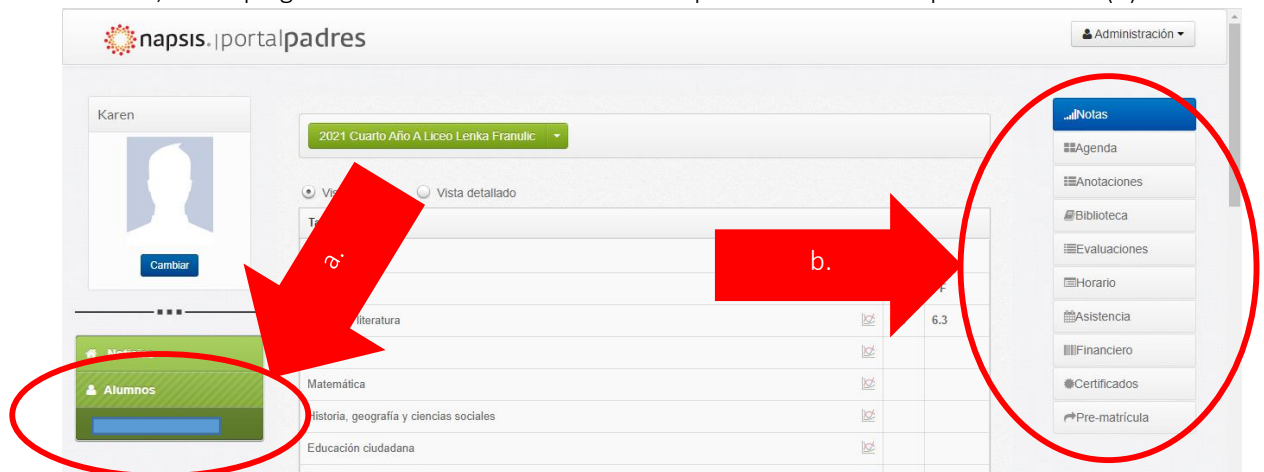 napsis. |portalpadres
Administración
Karen
Cambiar
Alumnos
2021 Cuarto Año A Liceo Lenka Franulic
Vista detallado
a.
b.
literatura 6.3
Matemática
Historia, geografía y ciencias sociales
Educación ciudadana
Notas
Agenda
Anotaciones
Biblioteca
Evaluaciones
Horario
Asistencia
Financiero
Certificados
Pre-matrícula